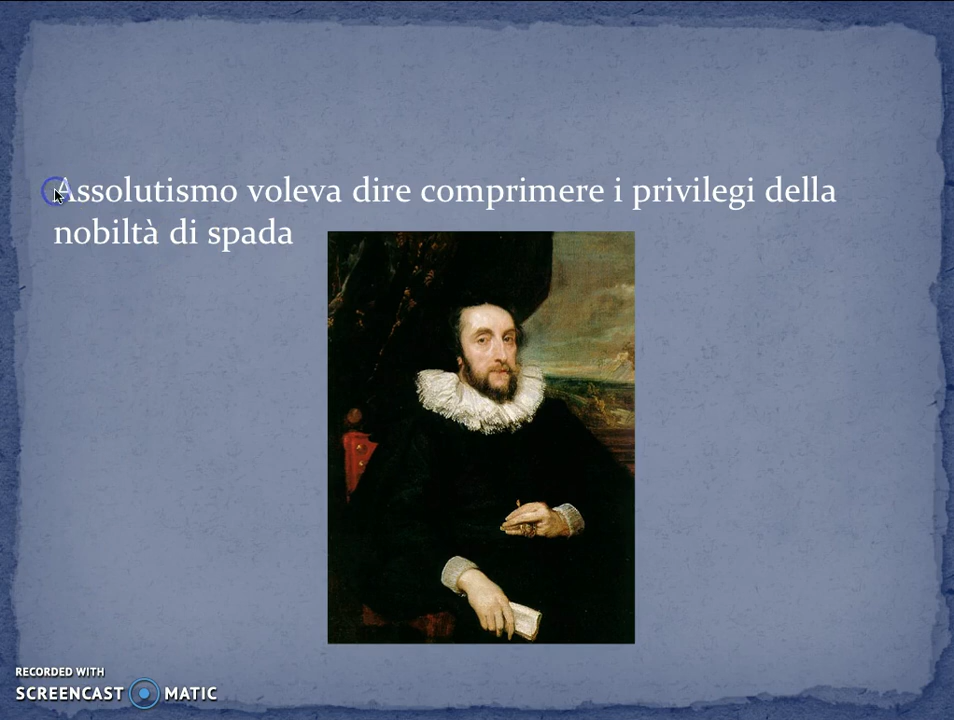 Assolutismo voleva dire comprimere i privilegi della
nobiltà di spada
RECORDED WITH
SCREENCAST MATIC